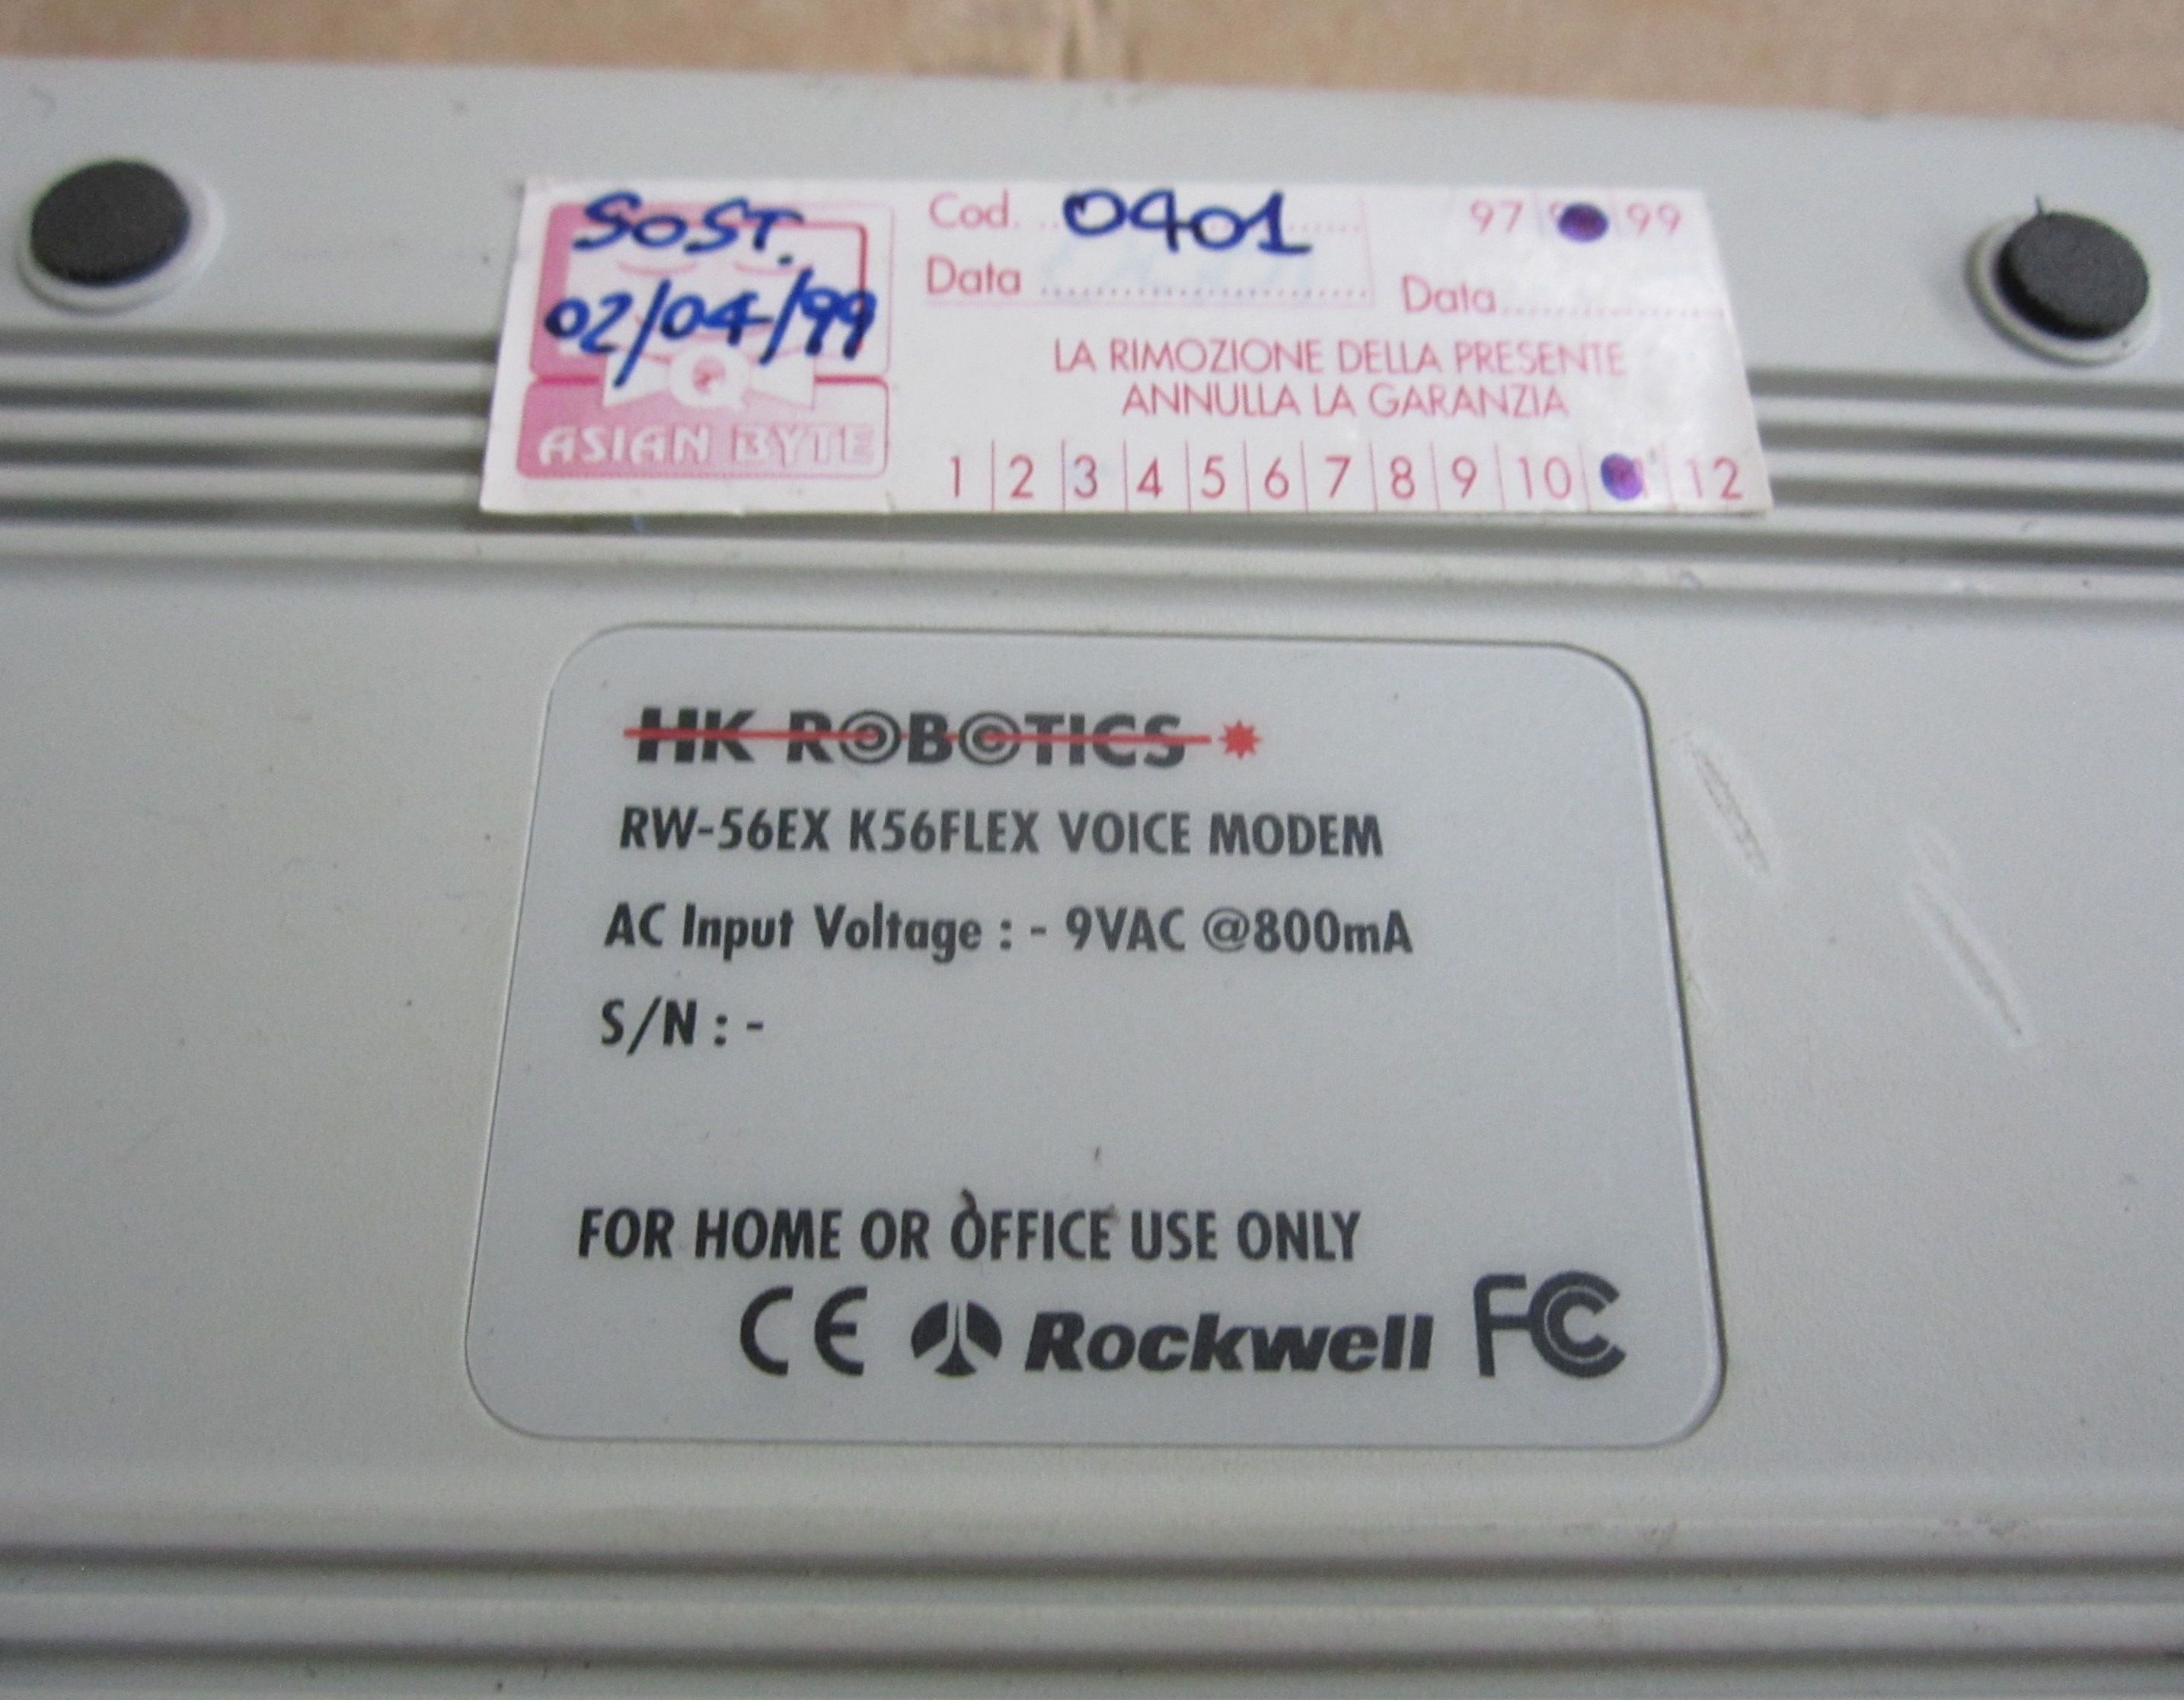 SOST.
02/04/99
ASIAN BYTE
Cod. 0401
Data
97 99
Data
LA RIMOZIONE DELLA PRESENTE
ANNULLA LA GARANZIA
1 2 3 4 5 6 7 8 9 10 12
HK ROBOTICS
RW-56EX K56FLEX VOICE MODEM
AC Input Voltage : - 9VAC @800mA
S/N : -
FOR HOME OR OFFICE USE ONLY
CE Rockwell FC